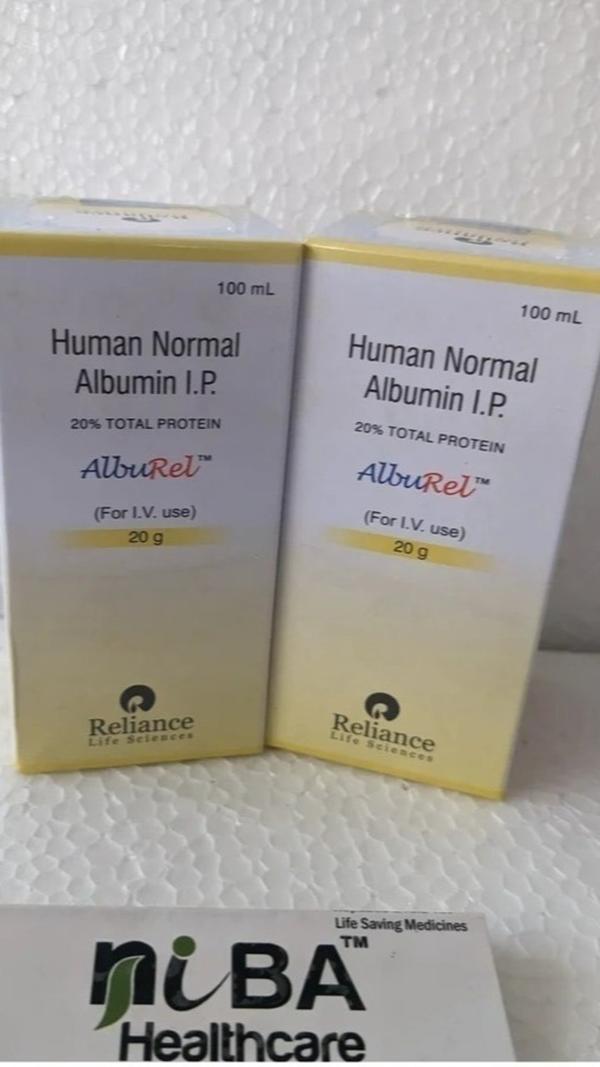 100 mL
Human Normal
Albumin I.P.
20% TOTAL PROTEIN
AlbuRel™
(For I.V. use)
20 g
Reliance
Life Sciences
100 mL
Human Normal
Albumin I.P.
20% TOTAL PROTEIN
AlbuRel™
(For I.V. use)
20 g
Reliance
Life Sciences
Life Saving Medicines
niBA™
Healthcare